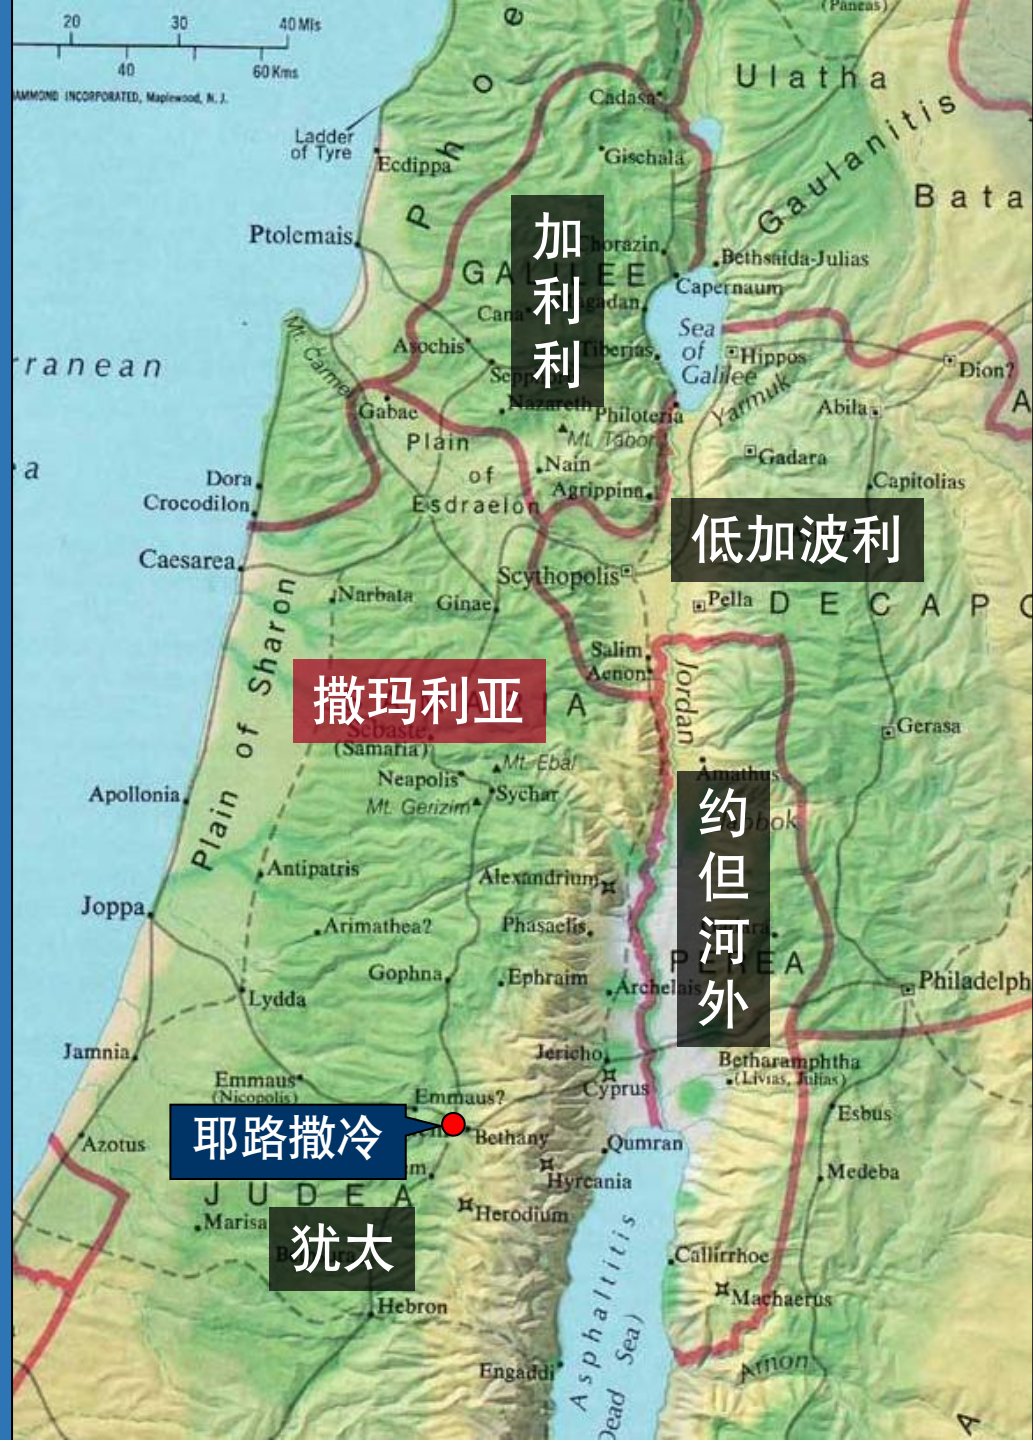 20 30 40 Mls
40 60 Kms
HAMMOND INCORPORATED, Maplewood, N. J.
(Paneas)
Ulatha
Cadasa
Ladder
of Tyre
Gischala
Ecdippa
Gaulanitis
Bata
Ptolemais
加利利
Chorazin
Bethsaida-Julias
GALILEE
Capernaum
Cana
Sea
of
Galilee
Mt. Carmel
Asochis
Tiberias
Hippos
Dion?
rranean
Nazareth
Philoteria
Yarmuk
Abila
Gabae
Mt. Tabor
Plain
of
Esdraelon
Nain
Gadara
a
Dora
Agrippina
Capitolias
Crocodilon
低加波利
Caesarea
Scythopolis
Narbata
Ginae
Pella
DECAPO
Plain of Sharon
Salim
Aenon
Jordan
撒玛利亚
RIA
Sebaste
(Samaria)
Gerasa
Mt. Ebal
Neapolis
Amathus
Apollonia
Sychar
Mt. Gerizim
约但河外
Antipatris
Alexandrium
Joppa
Arimathea?
Phasaelis
Gophna
Ephraim
PEREA
Archelais
Philadelph
Lydda
Jamnia
Jericho
Betharamphtha
(Livias, Julias)
Emmaus
(Nicopolis)
Cyprus
Emmaus?
Esbus
耶路撒冷
Bethany
Azotus
Qumran
Medeba
Hyrcania
JUDEA
Marisa
Herodium
犹太
Callirrhoe
Machaerus
Hebron
Asphaltitis
Dead Sea)
Engaddi
Arnon
A